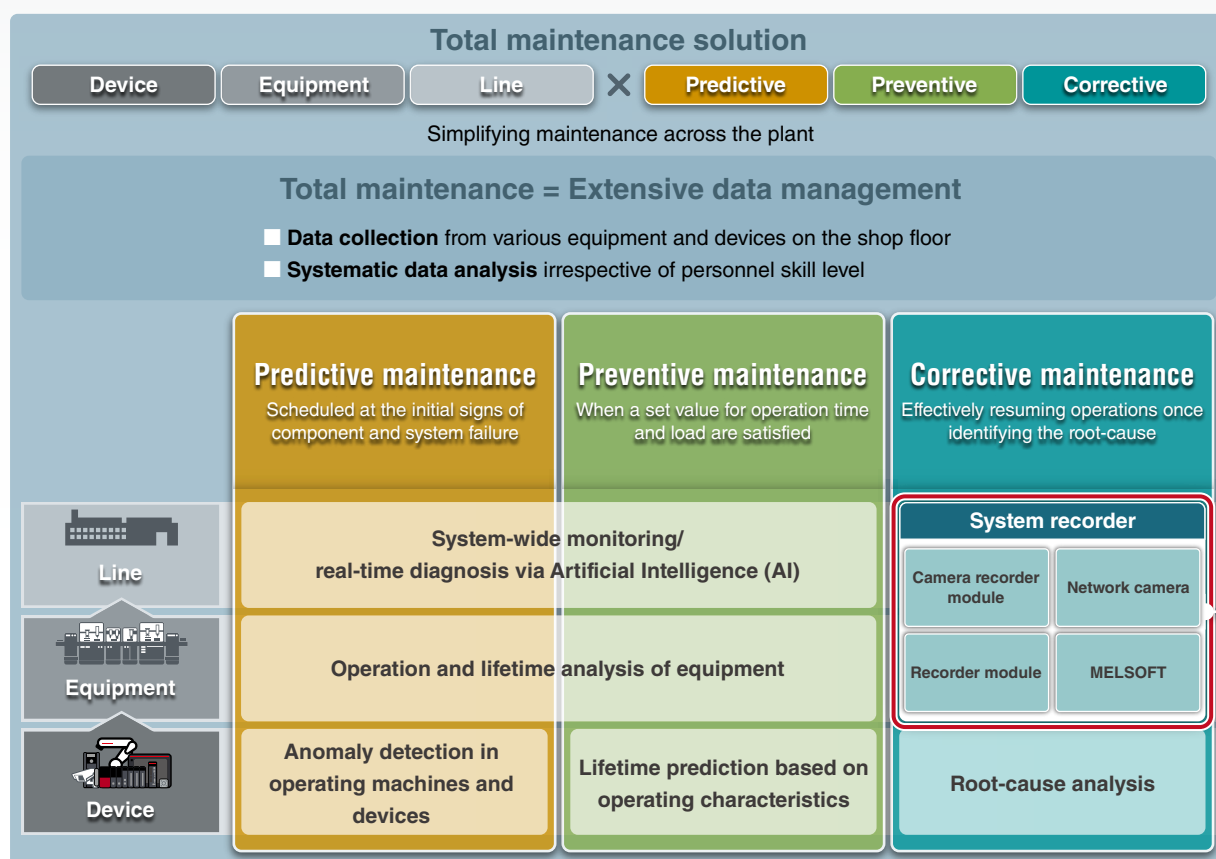 Total maintenance solution
Device Equipment Line × Predictive Preventive Corrective
Simplifying maintenance across the plant
Total maintenance = Extensive data management
Data collection from various equipment and devices on the shop floor
Systematic data analysis irrespective of personnel skill level
Predictive maintenance
Scheduled at the initial signs of
component and system failure
Preventive maintenance
When a set value for operation time
and load are satisfied
Corrective maintenance
Effectively resuming operations once
identifying the root-cause
Line
System-wide monitoring/
real-time diagnosis via Artificial Intelligence (AI)
System recorder
Camera recorder
module
Network camera
Recorder module
MELSOFT
Equipment
Operation and lifetime analysis of equipment
Device
Anomaly detection in
operating machines and
devices
Lifetime prediction based on
operating characteristics
Root-cause analysis